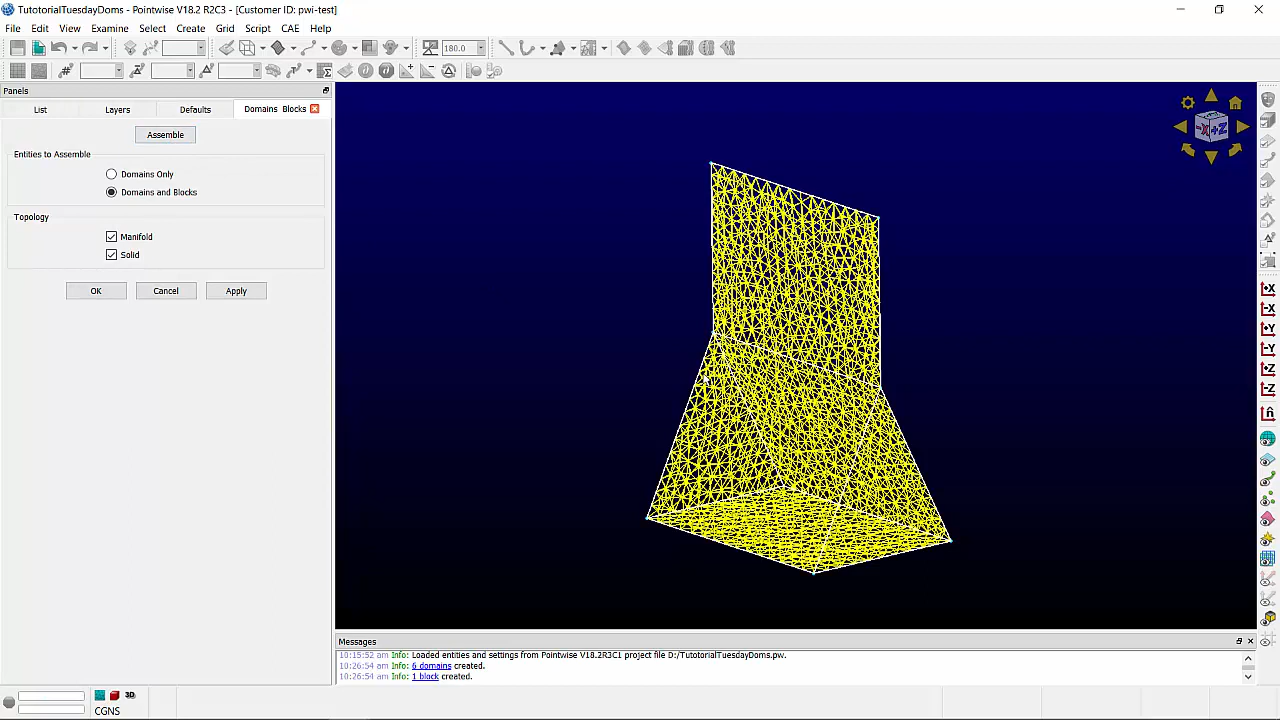 TutotorialTuesdayDoms - Pointwise V18.2 R2C3 - [Customer ID: pwi-test]
File Edit View Examine Select Create Grid Script CAE Help
180.0
Panels
List Layers Defaults Domains Blocks
Assemble
Entities to Assemble
Domains Only
Domains and Blocks
Topology
Manifold
Solid
OK Cancel Apply
-X +Z
+X
-X
+Y
-Y
+Z
-Z
n̂
Messages
10:15:52 am Info: Loaded entities and settings from Pointwise V18.2R3C1 project file D:/TutotorialTuesdayDoms.pw.
10:26:54 am Info: 6 domains created.
10:26:54 am Info: 1 block created.
3D
CGNS